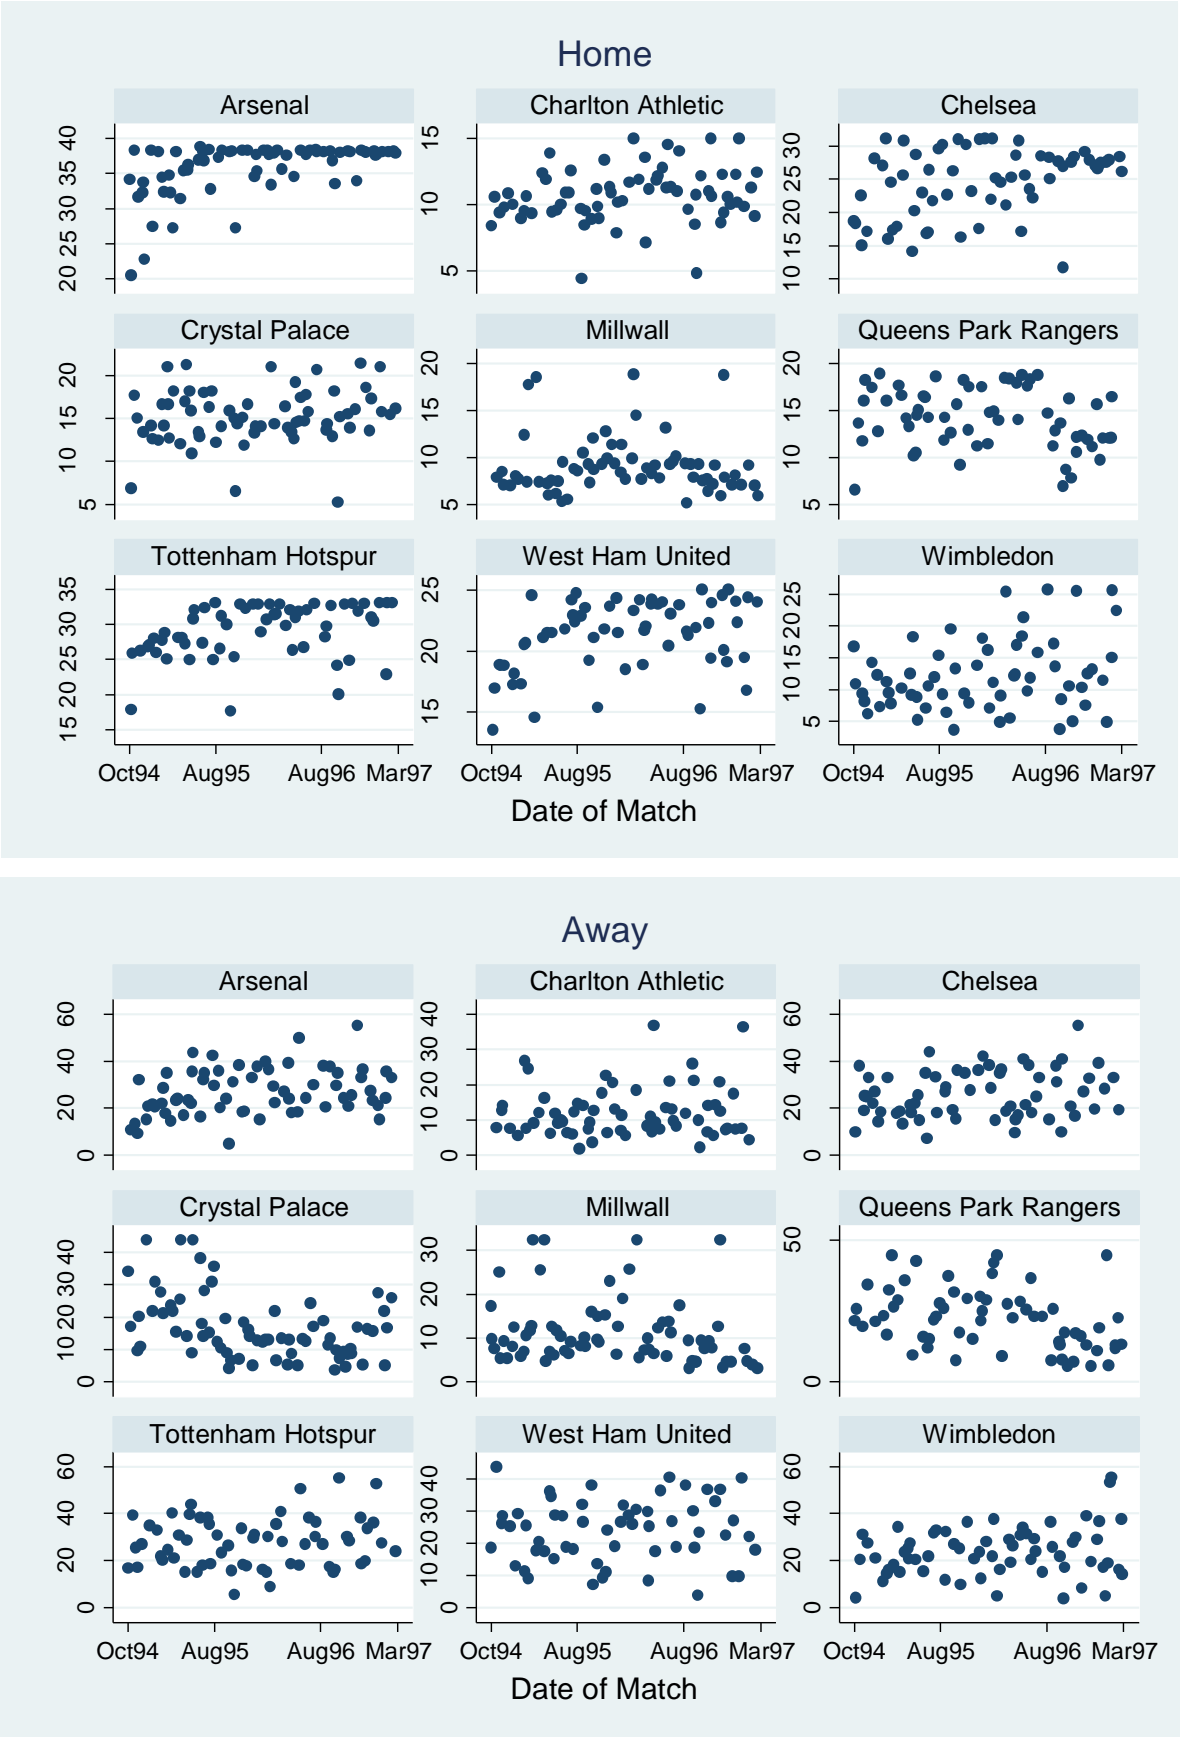 Home
Arsenal Charlton Athletic Chelsea
20 25 30 35 40
5 10 15
10 15 20 25 30
Crystal Palace Millwall Queens Park Rangers
5 10 15 20
5 10 15 20
5 10 15 20
Tottenham Hotspur West Ham United Wimbledon
15 20 25 30 35
15 20 25
5 10 15 20 25
Oct94 Aug95 Aug96 Mar97 Oct94 Aug95 Aug96 Mar97 Oct94 Aug95 Aug96 Mar97
Date of Match
Away
Arsenal Charlton Athletic Chelsea
0 20 40 60
0 10 20 30 40
0 20 40 60
Crystal Palace Millwall Queens Park Rangers
0 10 20 30 40
0 10 20 30
0 50
Tottenham Hotspur West Ham United Wimbledon
0 20 40 60
0 10 20 30 40
0 20 40 60
Oct94 Aug95 Aug96 Mar97 Oct94 Aug95 Aug96 Mar97 Oct94 Aug95 Aug96 Mar97
Date of Match